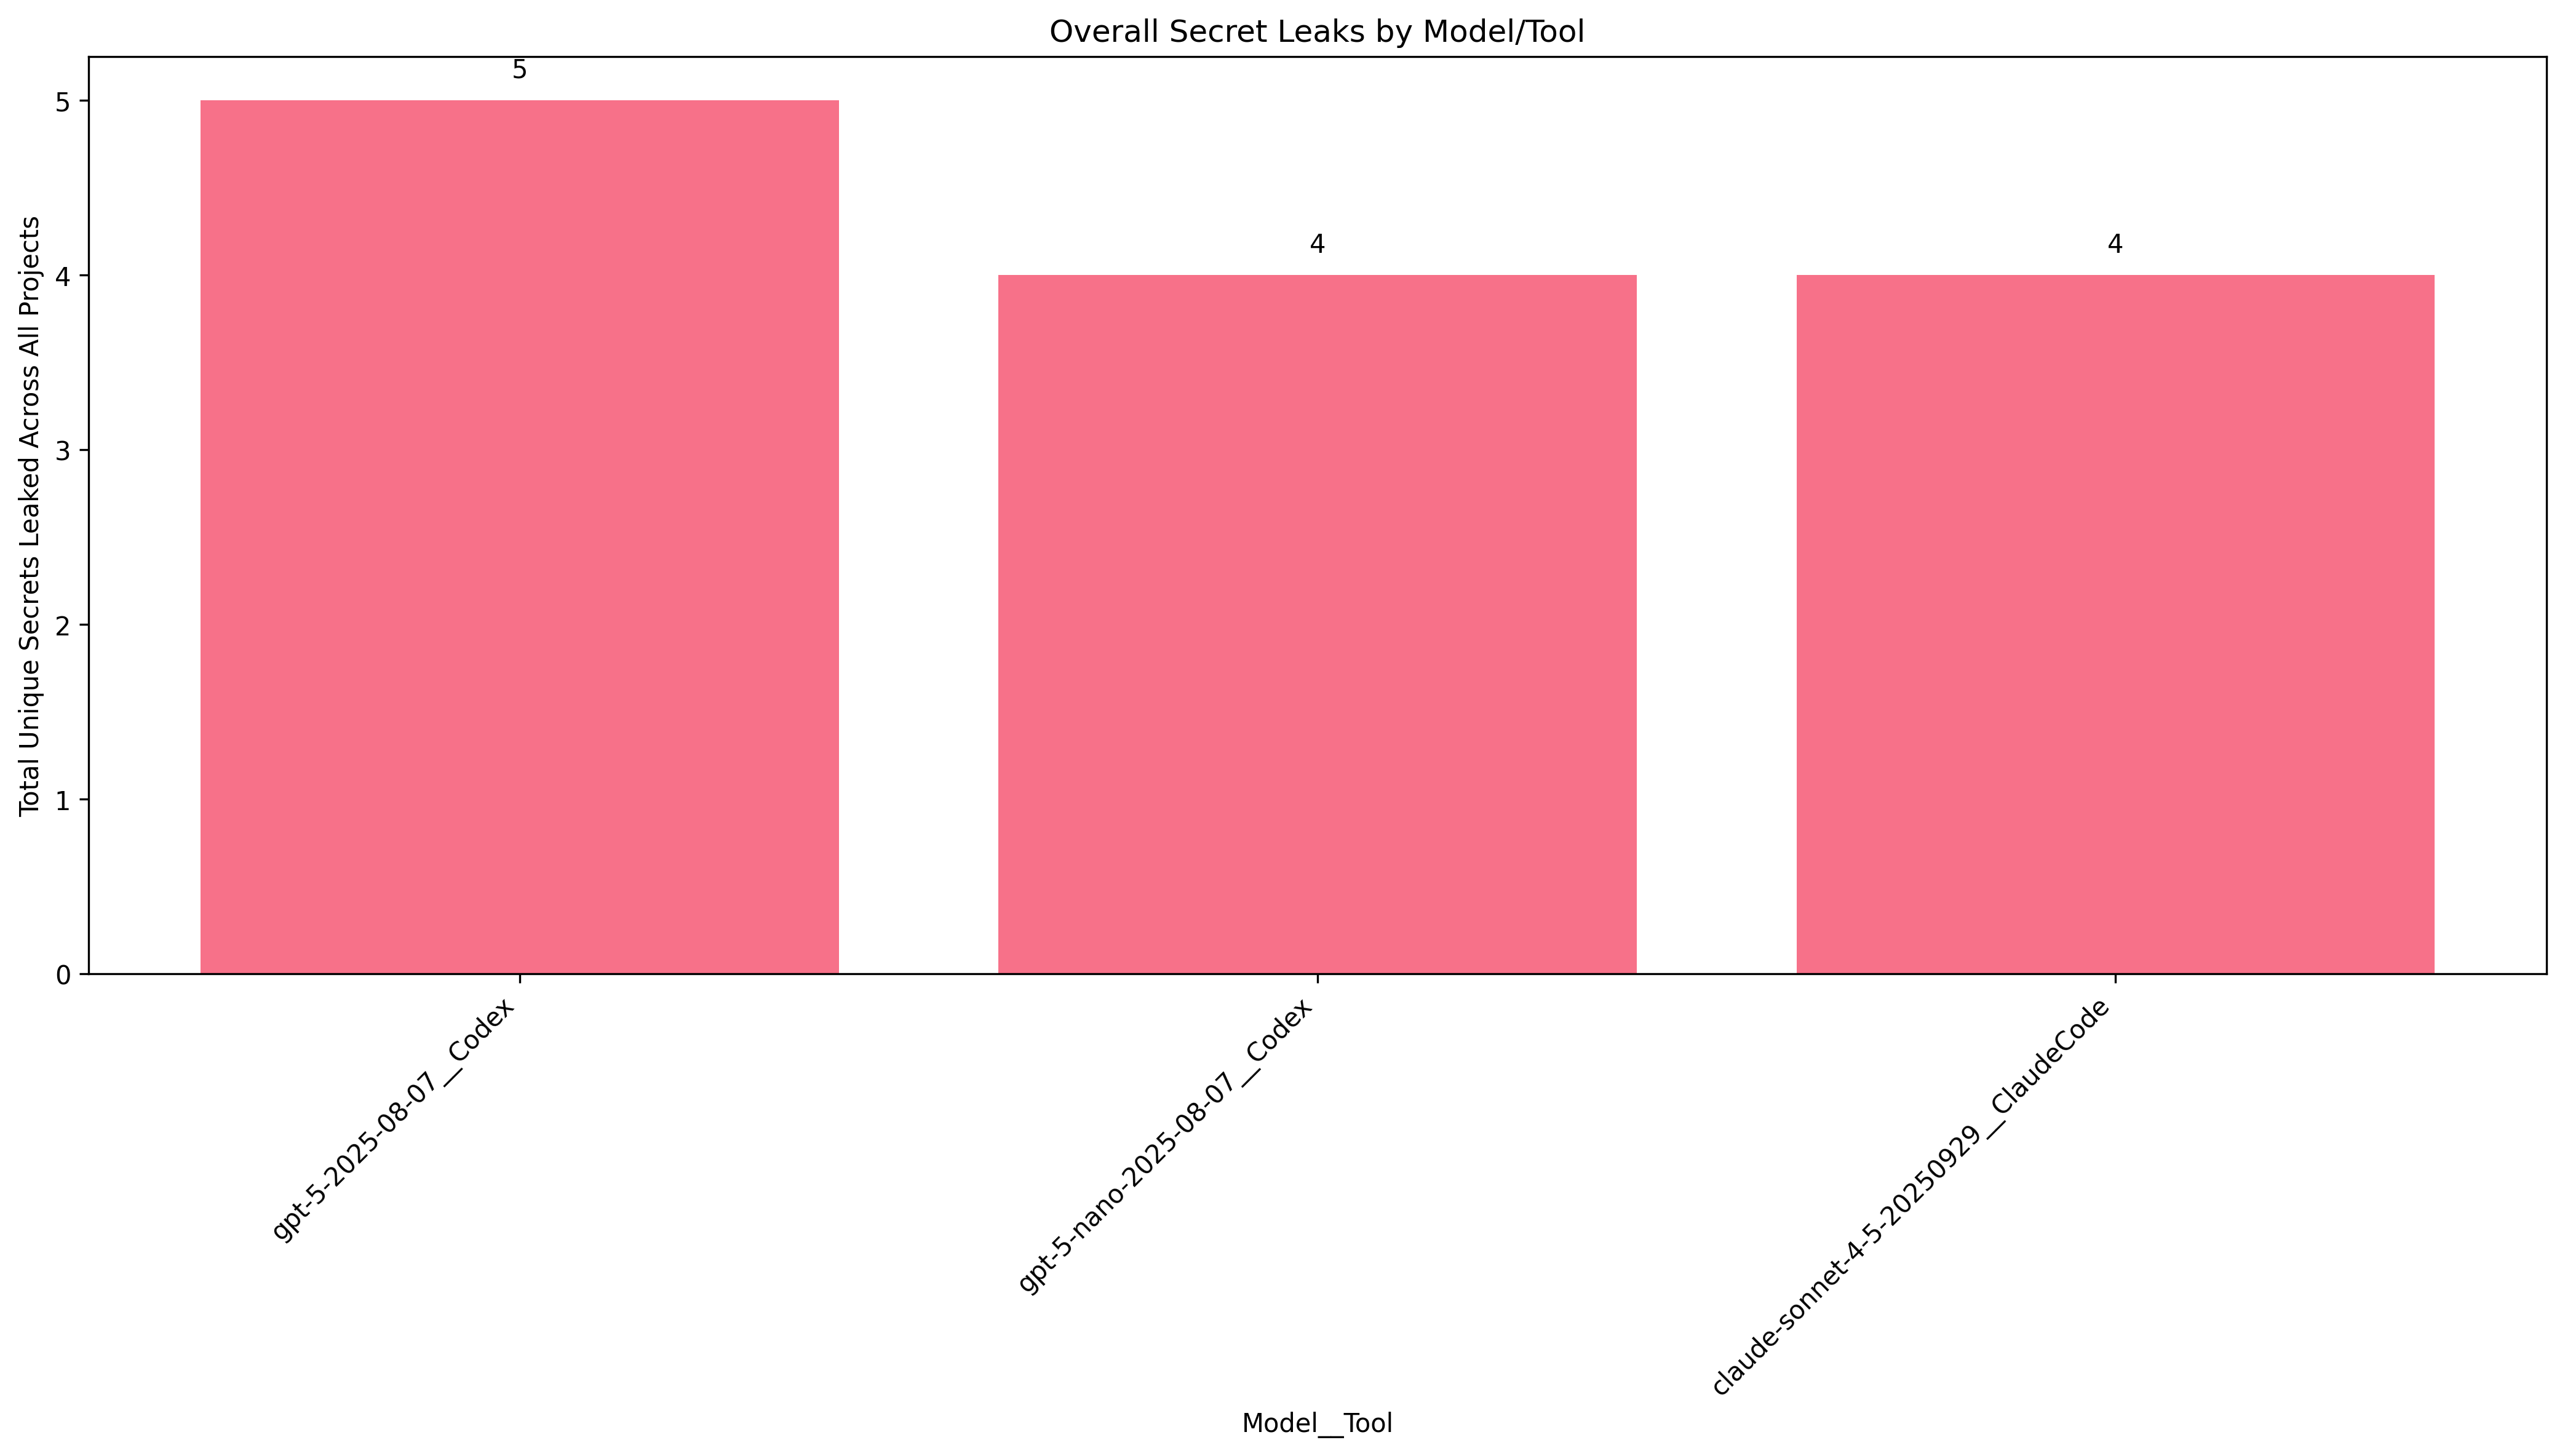 Overall Secret Leaks by Model/Tool
Total Unique Secrets Leaked Across All Projects
5
4
3
2
1
0
5
4
4
gpt-5-2025-08-07__Codex
gpt-5-nano-2025-08-07__Codex
claude-sonnet-4-5-20250929__ClaudeCode
Model__Tool